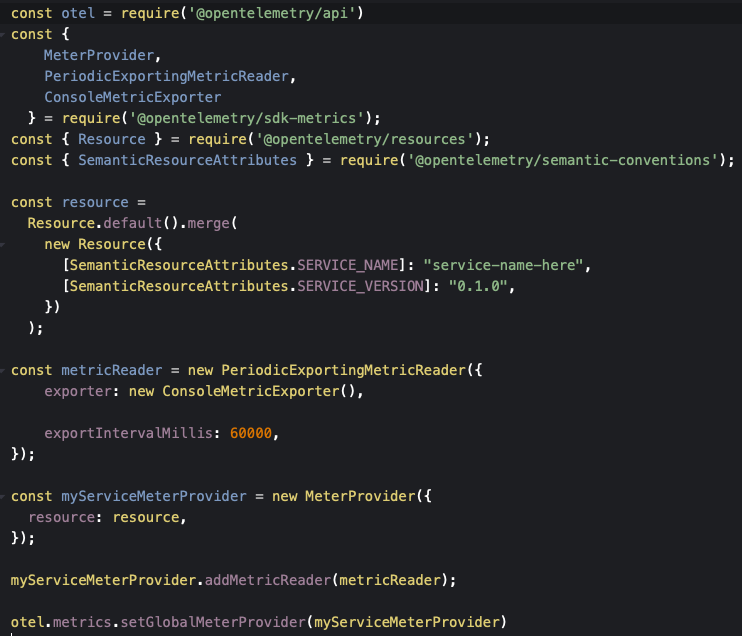 const otel = require('@opentelemetry/api')
const {
    MeterProvider,
    PeriodicExportingMetricReader,
    ConsoleMetricExporter
  } = require('@opentelemetry/sdk-metrics');
const { Resource } = require('@opentelemetry/resources');
const { SemanticResourceAttributes } = require('@opentelemetry/semantic-conventions');

const resource =
  Resource.default().merge(
    new Resource({
      [SemanticResourceAttributes.SERVICE_NAME]: "service-name-here",
      [SemanticResourceAttributes.SERVICE_VERSION]: "0.1.0",
    })
  );

const metricReader = new PeriodicExportingMetricReader({
    exporter: new ConsoleMetricExporter(),

    exportIntervalMillis: 60000,
});

const myServiceMeterProvider = new MeterProvider({
  resource: resource,
});

myServiceMeterProvider.addMetricReader(metricReader);

otel.metrics.setGlobalMeterProvider(myServiceMeterProvider)